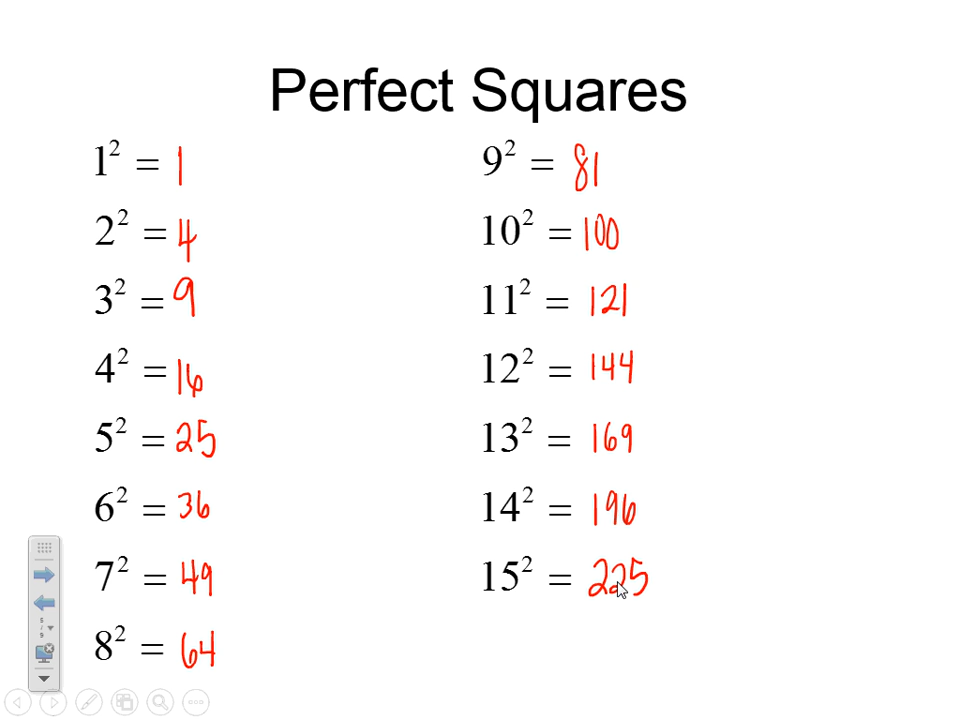 Perfect Squares
1² = 1
2² = 4
3² = 9
4² = 16
5² = 25
6² = 36
7² = 49
8² = 64
9² = 81
10² = 100
11² = 121
12² = 144
13² = 169
14² = 196
15² = 225